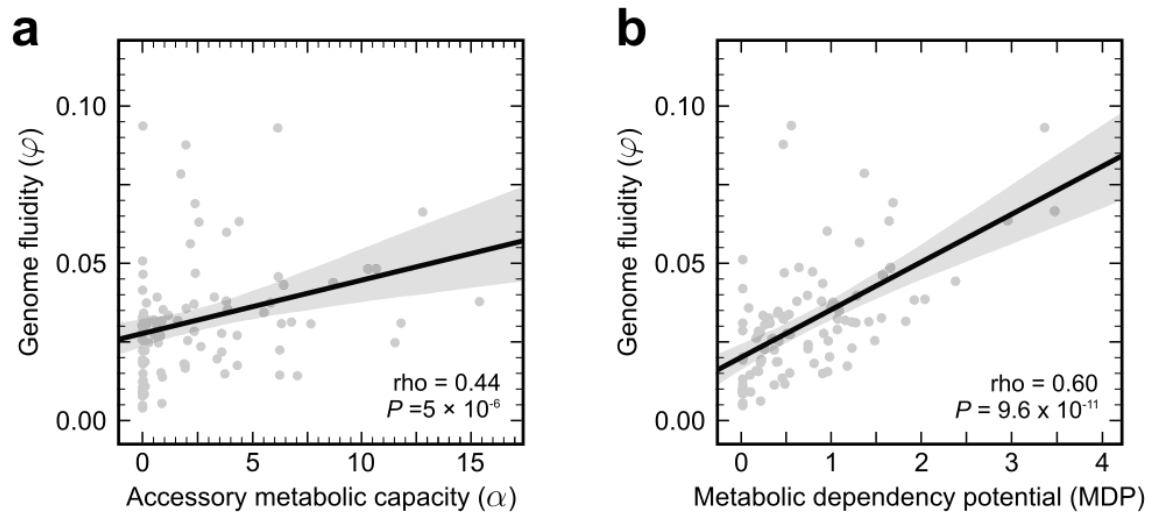 a
Genome fluidity (φ)
0.10
0.05
0.00
rho = 0.44
P =5 × 10⁻⁶
0 5 10 15
Accessory metabolic capacity (α)
b
Genome fluidity (φ)
0.10
0.05
0.00
rho = 0.60
P = 9.6 x 10⁻¹¹
0 1 2 3 4
Metabolic dependency potential (MDP)